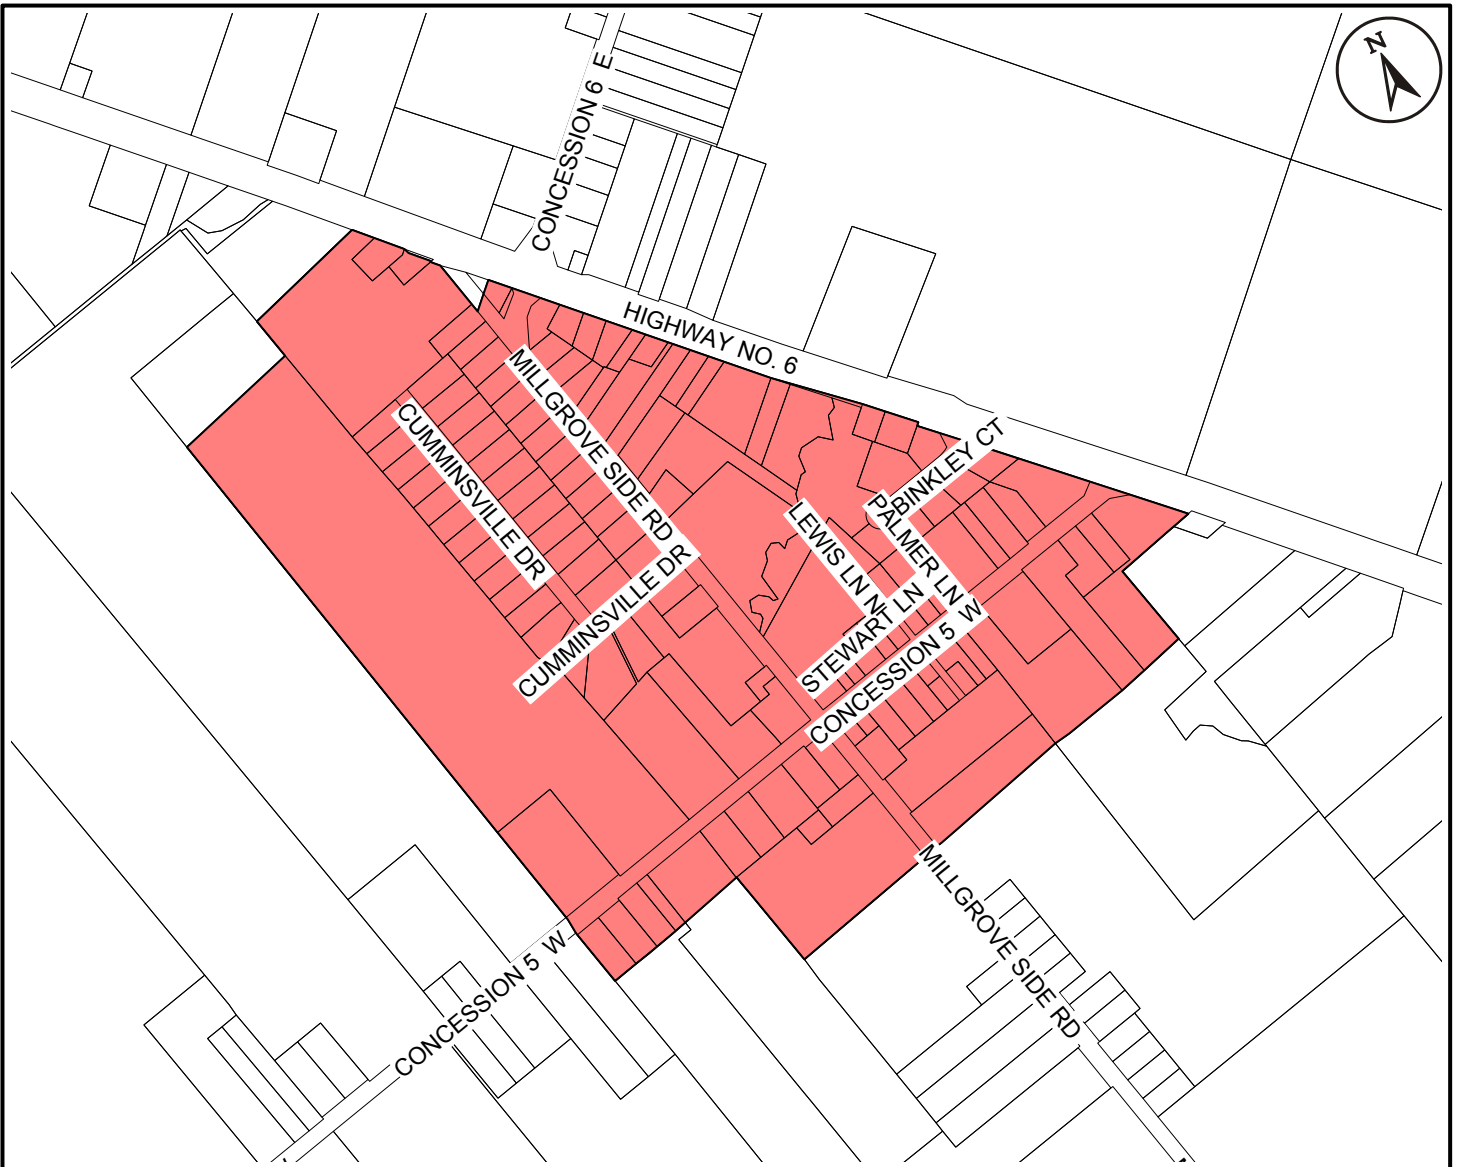 N
CONCESSION 6 E
HIGHWAY NO. 6
MILLGROVE SIDE RD
CUMMINSVILLE DR
BINKLEY CT
PALMER LN
LEWIS LN N
CUMMINSVILLE DR
STEWART LN
CONCESSION 5 W
MILLGROVE SIDE RD
CONCESSION 5 W